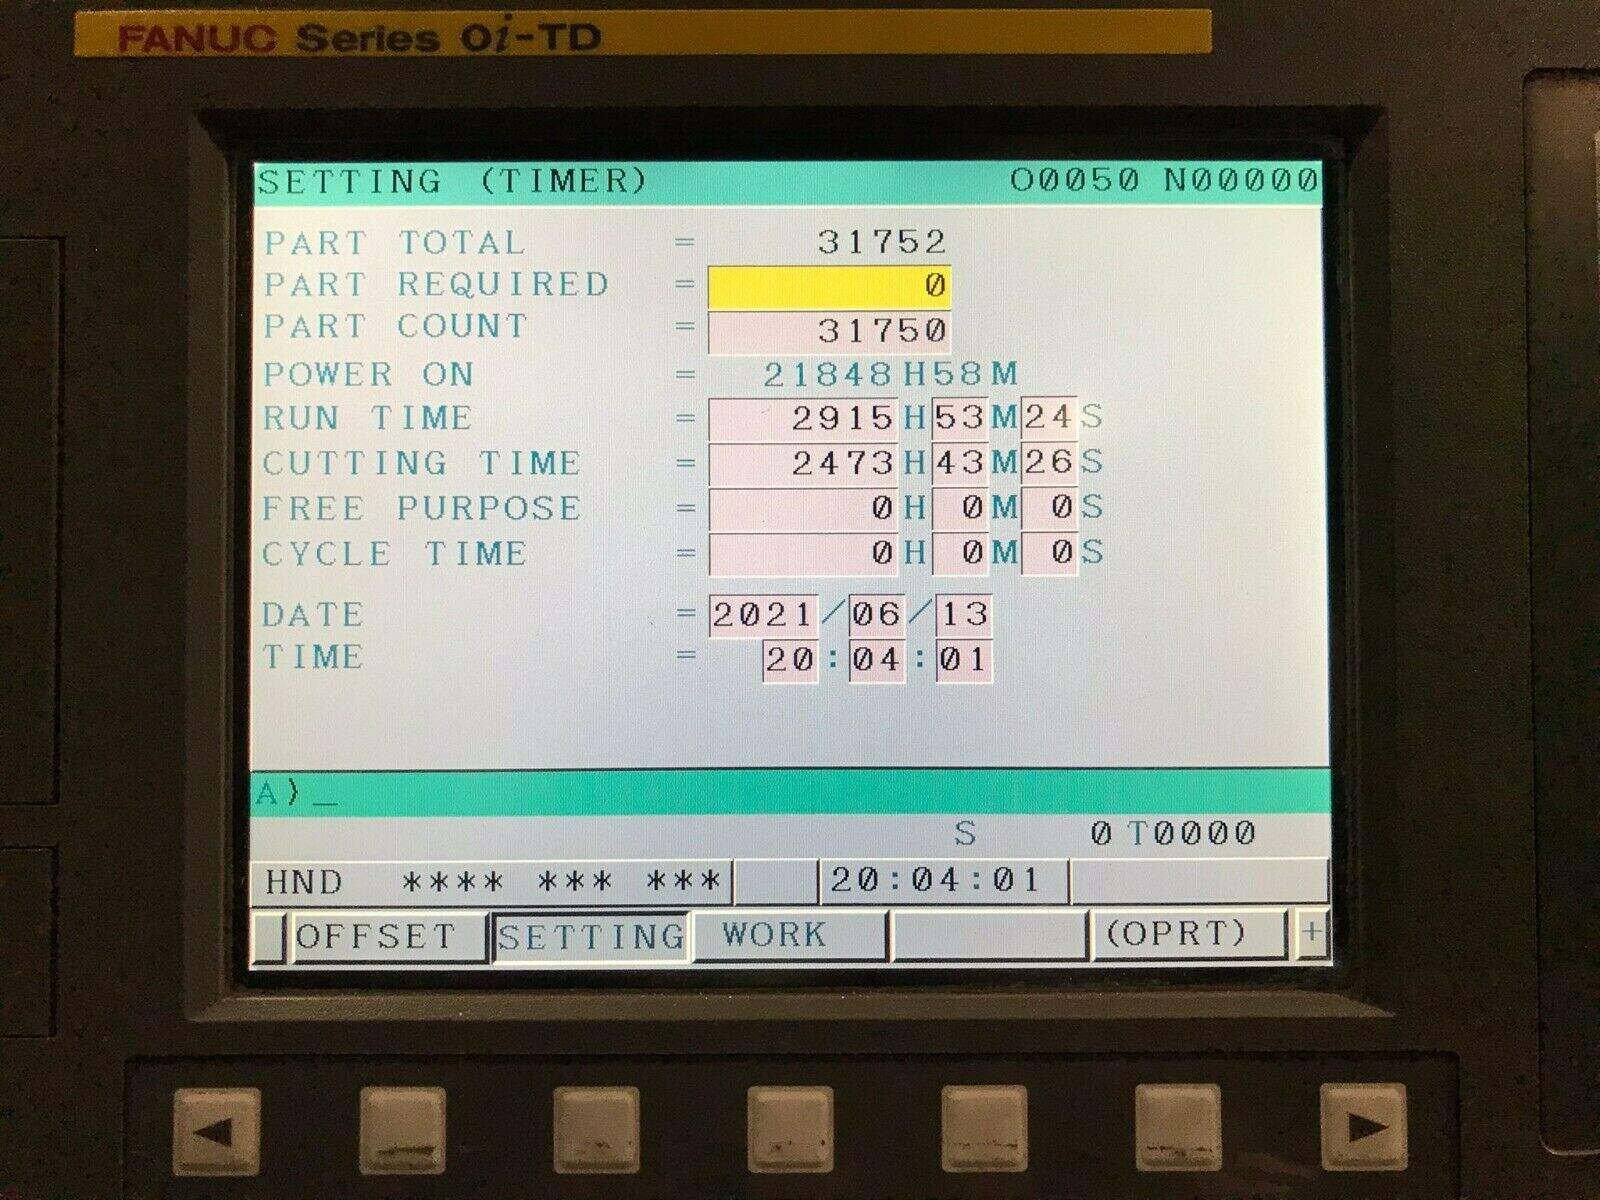 FANUC Series 0i-TD
SETTING (TIMER) O0050 N00000
PART TOTAL = 31752
PART REQUIRED = 0
PART COUNT = 31750
POWER ON = 21848H58M
RUN TIME = 2915H53M24S
CUTTING TIME = 2473H43M26S
FREE PURPOSE = 0H 0M 0S
CYCLE TIME = 0H 0M 0S
DATE = 2021/06/13
TIME = 20:04:01
A)_
S 0 T0000
HND **** *** *** 20:04:01
OFFSET SETTING WORK (OPRT) +